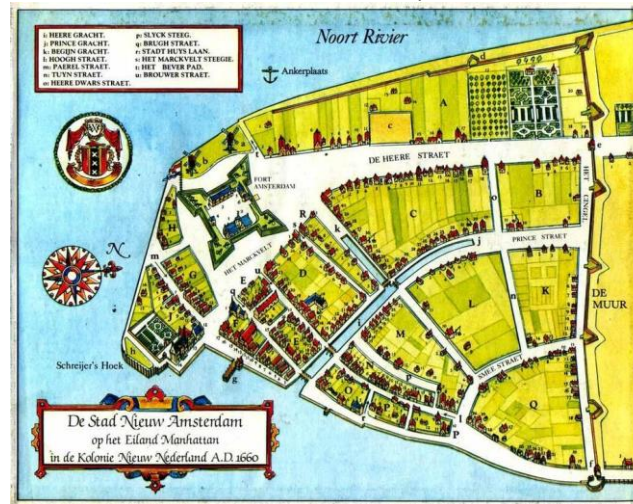 i: HEERE GRACHT.
j: PRINCE GRACHT.
k: BEGIJN GRACHT.
l: HOOGH STRAET.
m: PAEREL STRAET.
n: TUYN STRAET.
o: HEERE DWARS STRAET.
p: SLYCK STEEG.
q: BRUGH STRAET.
r: STADT HUYS LAAN.
s: HET MARCKVELT STEEGIE.
t: HET BEVER PAD.
u: BROUWER STRAET.
Noort Rivier
Ankerplaats
A
c
d
b
f
DE HEERE STRAET
e
FORT
AMSTERDAM
HET CINGEL
B
C
o
H
R
k
PRINCE STRAET
j
N
m
HET MARCKVELT
G
D
K
L
DE
MUUR
E
u
q
n
i
J
M
SMEE STRAET
E
h
g
N
Q
O
P
P
Schreijer's Hoek
De Stad Nieuw Amsterdam
op het Eiland Manhattan
in de Kolonie Nieuw Nederland A.D. 1660